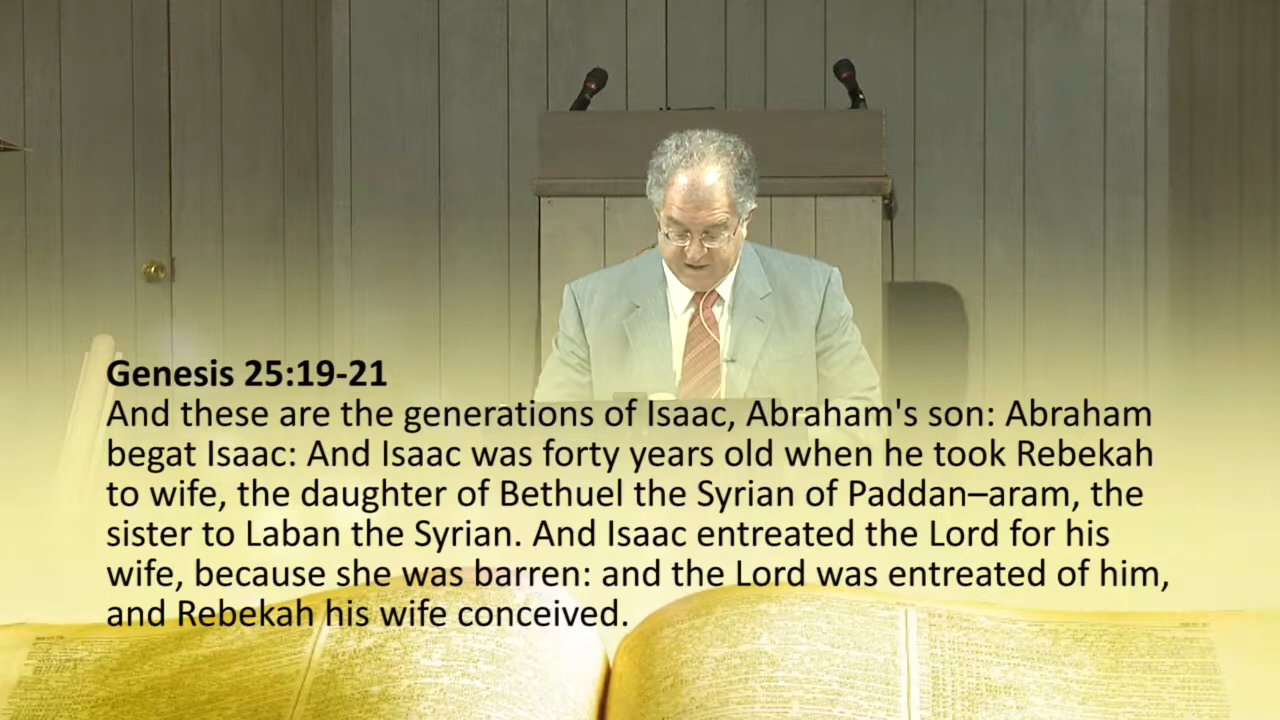 Genesis 25:19-21
And these are the generations of Isaac, Abraham's son: Abraham
begat Isaac: And Isaac was forty years old when he took Rebekah
to wife, the daughter of Bethuel the Syrian of Paddan–aram, the
sister to Laban the Syrian. And Isaac entreated the Lord for his
wife, because she was barren: and the Lord was entreated of him,
and Rebekah his wife conceived.